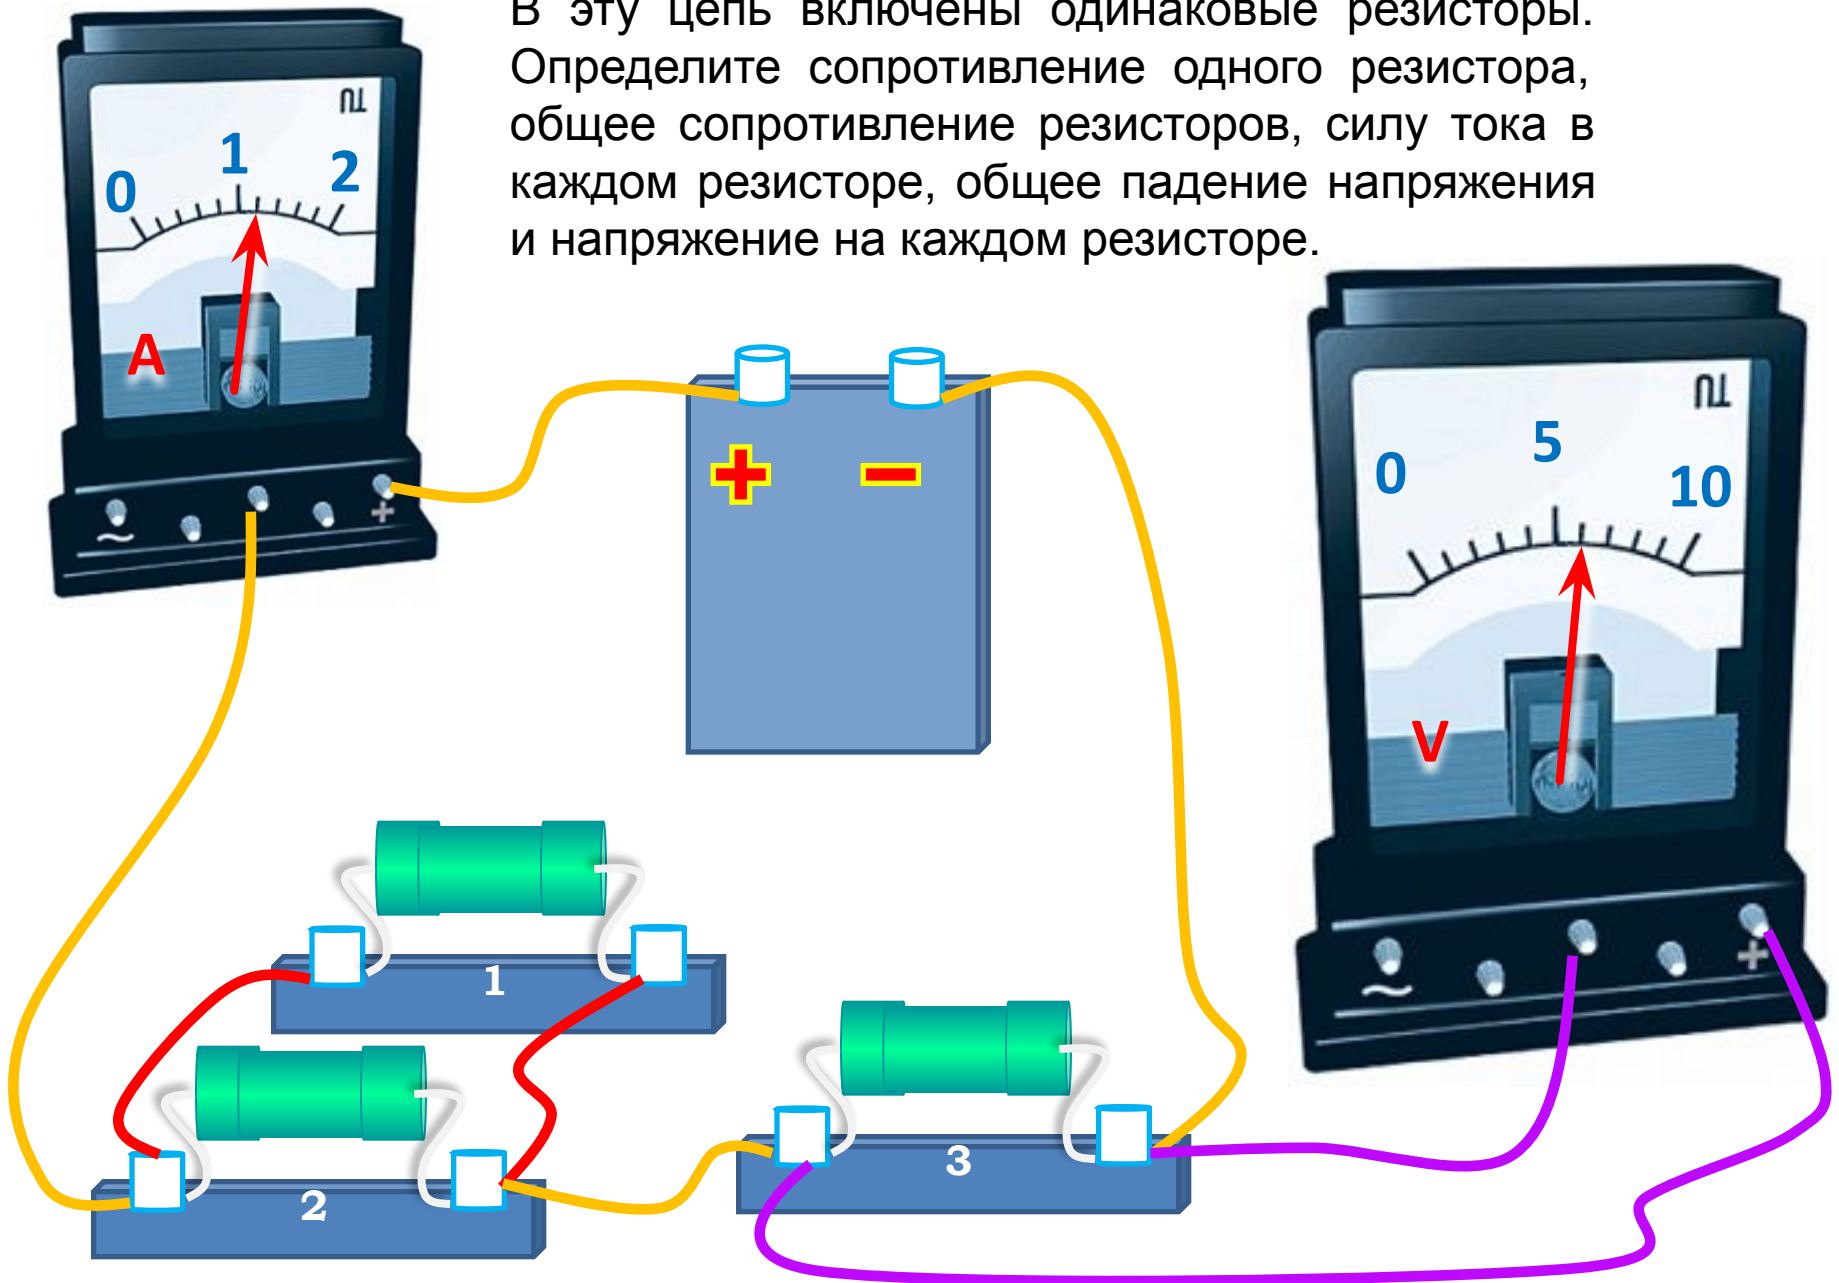 В эту цепь включены одинаковые резисторы.
Определите сопротивление одного резистора,
общее сопротивление резисторов, силу тока в
каждом резисторе, общее падение напряжения
и напряжение на каждом резисторе.
0 1 2
A
+ −
0 5 10
V
~ +
~ +
1
2
3